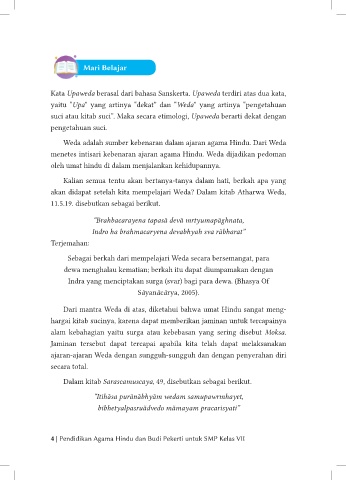 Mari Belajar
Kata Upaweda berasal dari bahasa Sanskerta. Upaweda terdiri atas dua kata,
yaitu "Upa" yang artinya "dekat" dan "Weda" yang artinya "pengetahuan
suci atau kitab suci". Maka secara etimologi, Upaweda berarti dekat dengan
pengetahuan suci.
Weda adalah sumber kebenaran dalam ajaran agama Hindu. Dari Weda
menetes intisari kebenaran ajaran agama Hindu. Weda dijadikan pedoman
oleh umat hindu di dalam menjalankan kehidupannya.
Kalian semua tentu akan bertanya-tanya dalam hati, berkah apa yang
akan didapat setelah kita mempelajari Weda? Dalam kitab Atharwa Weda,
11.5.19. disebutkan sebagai berikut.
"Brahbacarayena tapasā devā mrtyumapāghnata,
Indro ha brahmacaryena devabhyah sva rābharat"
Terjemahan:
Sebagai berkah dari mempelajari Weda secara bersemangat, para
dewa menghalau kematian; berkah itu dapat diumpamakan dengan
Indra yang menciptakan surga (svar) bagi para dewa. (Bhasya Of
Sāyanācārya, 2005).
Dari mantra Weda di atas, diketahui bahwa umat Hindu sangat meng-
hargai kitab sucinya, karena dapat memberikan jaminan untuk tercapainya
alam kebahagian yaitu surga atau kebebasan yang sering disebut Moksa.
Jaminan tersebut dapat tercapai apabila kita telah dapat melaksanakan
ajaran-ajaran Weda dengan sungguh-sungguh dan dengan penyerahan diri
secara total.
Dalam kitab Sarascamuscaya, 49, disebutkan sebagai berikut.
"Itihāsa purānābhyām wedam samupawrmhayet,
bibhetyalpasruādvedo māmayam pracarisyati"
4 | Pendidikan Agama Hindu dan Budi Pekerti untuk SMP Kelas VII